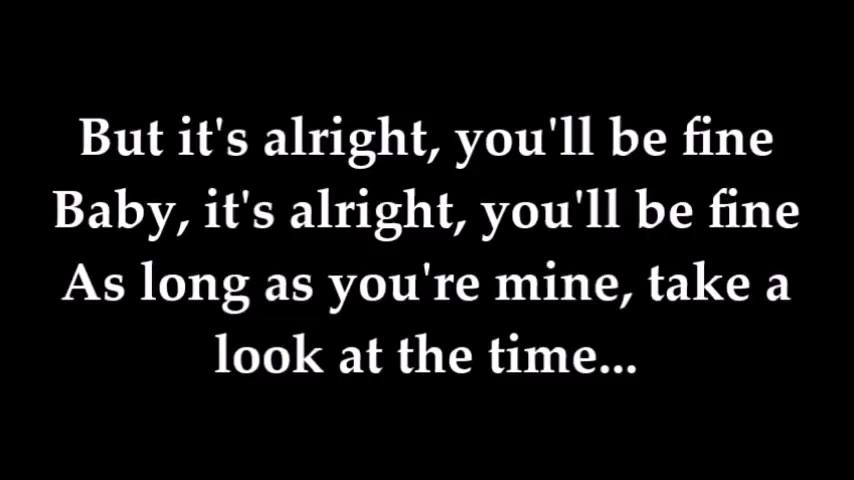 But it's alright, you'll be fine
Baby, it's alright, you'll be fine
As long as you're mine, take a
look at the time...